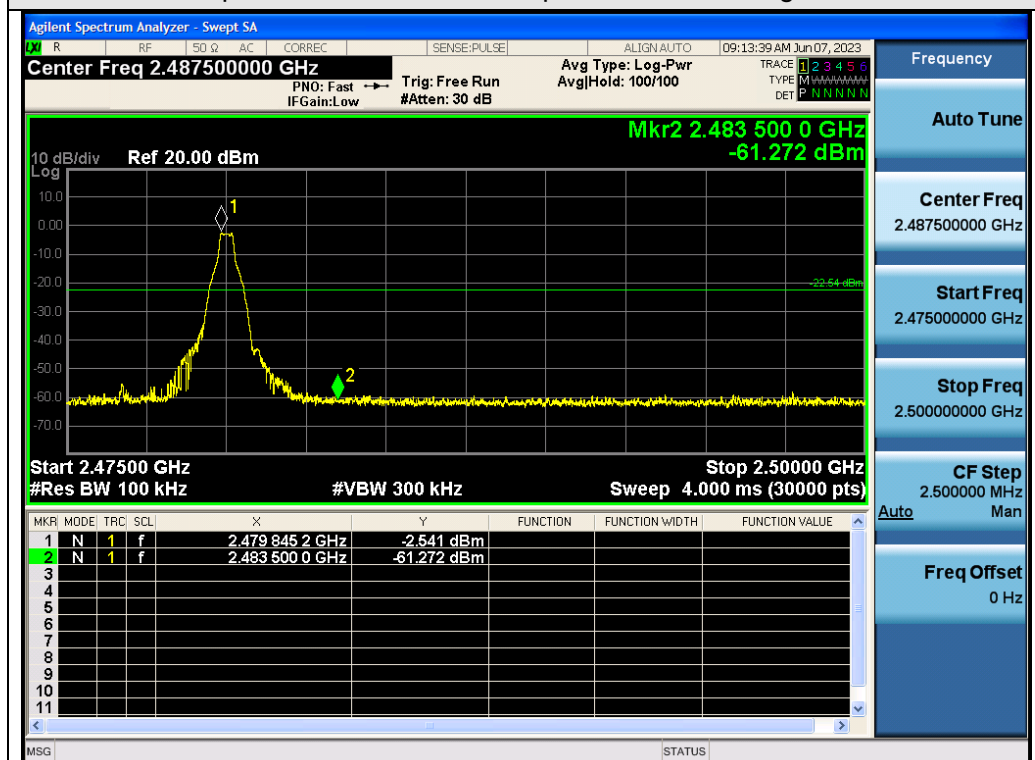 Agilent Spectrum Analyzer - Swept SA
LXI R RF 50 Ω AC CORREC SENSE:PULSE ALIGN AUTO 09:13:39 AM Jun 07, 2023
Center Freq 2.487500000 GHz
PNO: Fast
IFGain:Low
Trig: Free Run
#Atten: 30 dB
Avg Type: Log-Pwr
Avg|Hold: 100/100
TRACE 1 2 3 4 5 6
TYPE M WWWWW
DET P N N N N N
Mkr2 2.483 500 0 GHz
-61.272 dBm
10 dB/div Ref 20.00 dBm
Log
10.0
0.00
-10.0
-20.0
-30.0
-40.0
-50.0
-60.0
-70.0
1
2
-22.54 dBm
Start 2.47500 GHz Stop 2.50000 GHz
#Res BW 100 kHz #VBW 300 kHz Sweep 4.000 ms (30000 pts)
MKR MODE TRC SCL X Y FUNCTION FUNCTION WIDTH FUNCTION VALUE
1 N 1 f 2.479 845 2 GHz -2.541 dBm
2 N 1 f 2.483 500 0 GHz -61.272 dBm
3
4
5
6
7
8
9
10
11
MSG STATUS
Frequency
Auto Tune
Center Freq
2.487500000 GHz
Start Freq
2.475000000 GHz
Stop Freq
2.500000000 GHz
CF Step
2.500000 MHz
Auto Man
Freq Offset
0 Hz